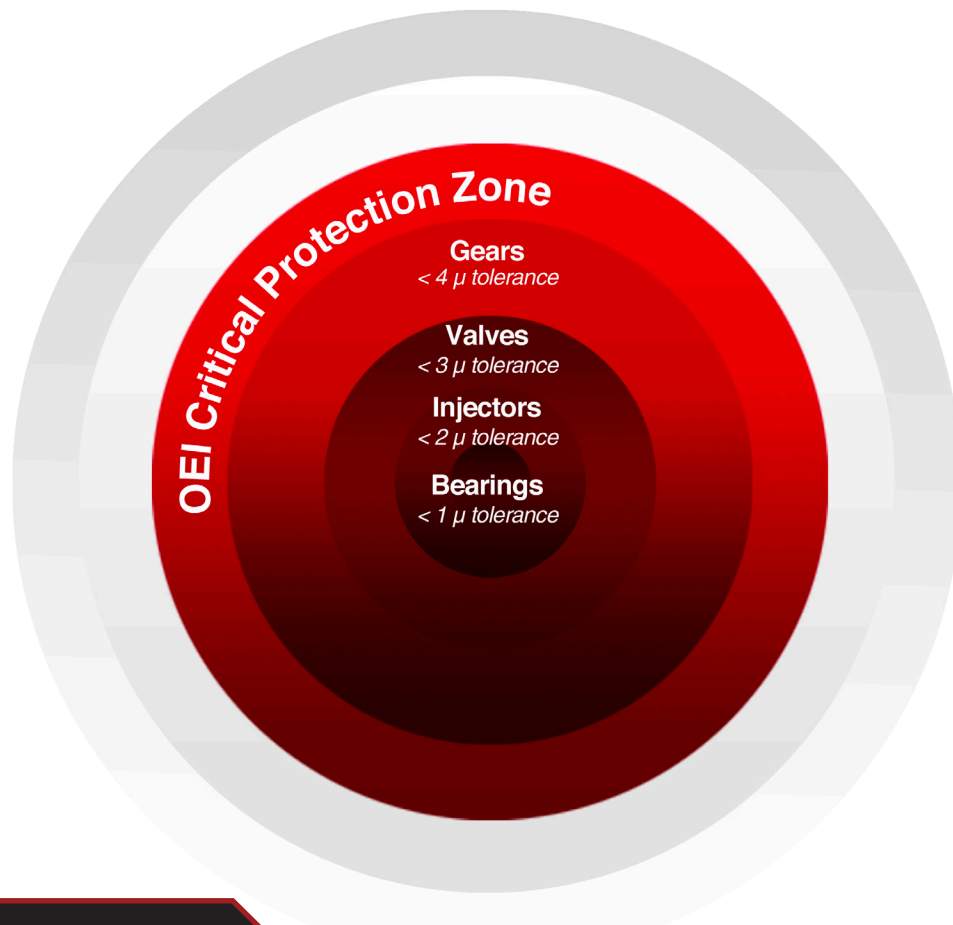 OEI Critical Protection Zone
Gears
< 4 µ tolerance
Valves
< 3 µ tolerance
Injectors
< 2 µ tolerance
Bearings
< 1 µ tolerance